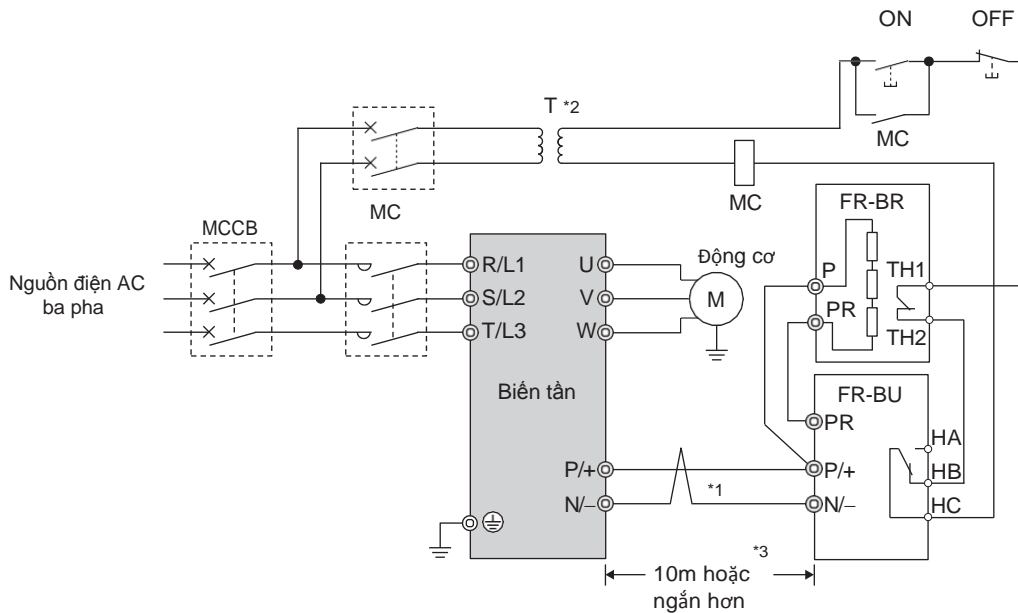 ON OFF
T *2
MC
MC
MC
FR-BR
MCCB
Nguồn điện AC
ba pha
R/L1
S/L2
T/L3
U
V
W
Động cơ
M
P
PR
TH1
TH2
Biến tần
FR-BU
PR
HA
P/+
P/+
HB
N/–
*1
N/–
HC
*3
10m hoặc
ngắn hơn